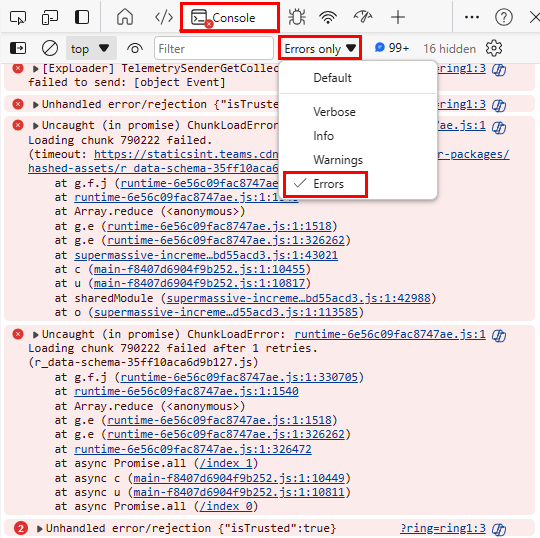 Console
top
Filter
Errors only
99+
16 hidden
Default
Verbose
Info
Warnings
Errors
[ExpLoader] TelemetrySenderGetCollec
=ring1:3
failed to send: [object Event]
Unhandled error/rejection {"isTrusted
=ring1:3
Uncaught (in promise) ChunkLoadError
ae.js:1
Loading chunk 790222 failed.
(timeout: https://staticsint.teams.cdn
r-packages/
hashed-assets/r_data-schema-35ff10aca6
at g.f.j (runtime-6e56c09fac8747ae.
at runtime-6e56c09fac8747ae.js:1:1540
at Array.reduce (<anonymous>)
at g.e (runtime-6e56c09fac8747ae.js:1:1518)
at g.e (runtime-6e56c09fac8747ae.js:1:326262)
at supermassive-increme…bd55acd3.js:1:43021
at c (main-f8407d6904f9b252.js:1:10455)
at u (main-f8407d6904f9b252.js:1:10817)
at sharedModule (supermassive-increme…bd55acd3.js:1:42988)
at o (supermassive-increme…bd55acd3.js:1:113585)
Uncaught (in promise) ChunkLoadError: runtime-6e56c09fac8747ae.js:1
Loading chunk 790222 failed after 1 retries.
(r_data-schema-35ff10aca6d9b127.js)
at g.f.j (runtime-6e56c09fac8747ae.js:1:330705)
at runtime-6e56c09fac8747ae.js:1:1540
at Array.reduce (<anonymous>)
at g.e (runtime-6e56c09fac8747ae.js:1:1518)
at g.e (runtime-6e56c09fac8747ae.js:1:326262)
at runtime-6e56c09fac8747ae.js:1:326472
at async Promise.all (/index 1)
at async c (main-f8407d6904f9b252.js:1:10449)
at async u (main-f8407d6904f9b252.js:1:10811)
at async Promise.all (/index 0)
2 Unhandled error/rejection {"isTrusted":true} ?ring=ring1:3